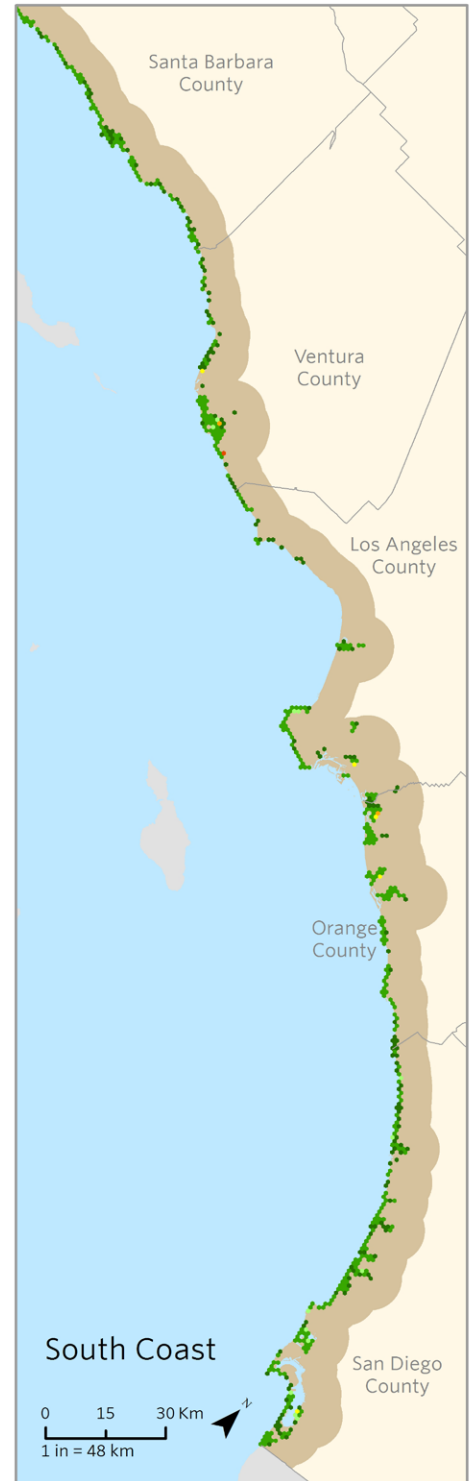 Santa Barbara
County
Ventura
County
Los Angeles
County
Orange
County
South Coast
San Diego
County
0 15 30 Km
N
1 in = 48 km